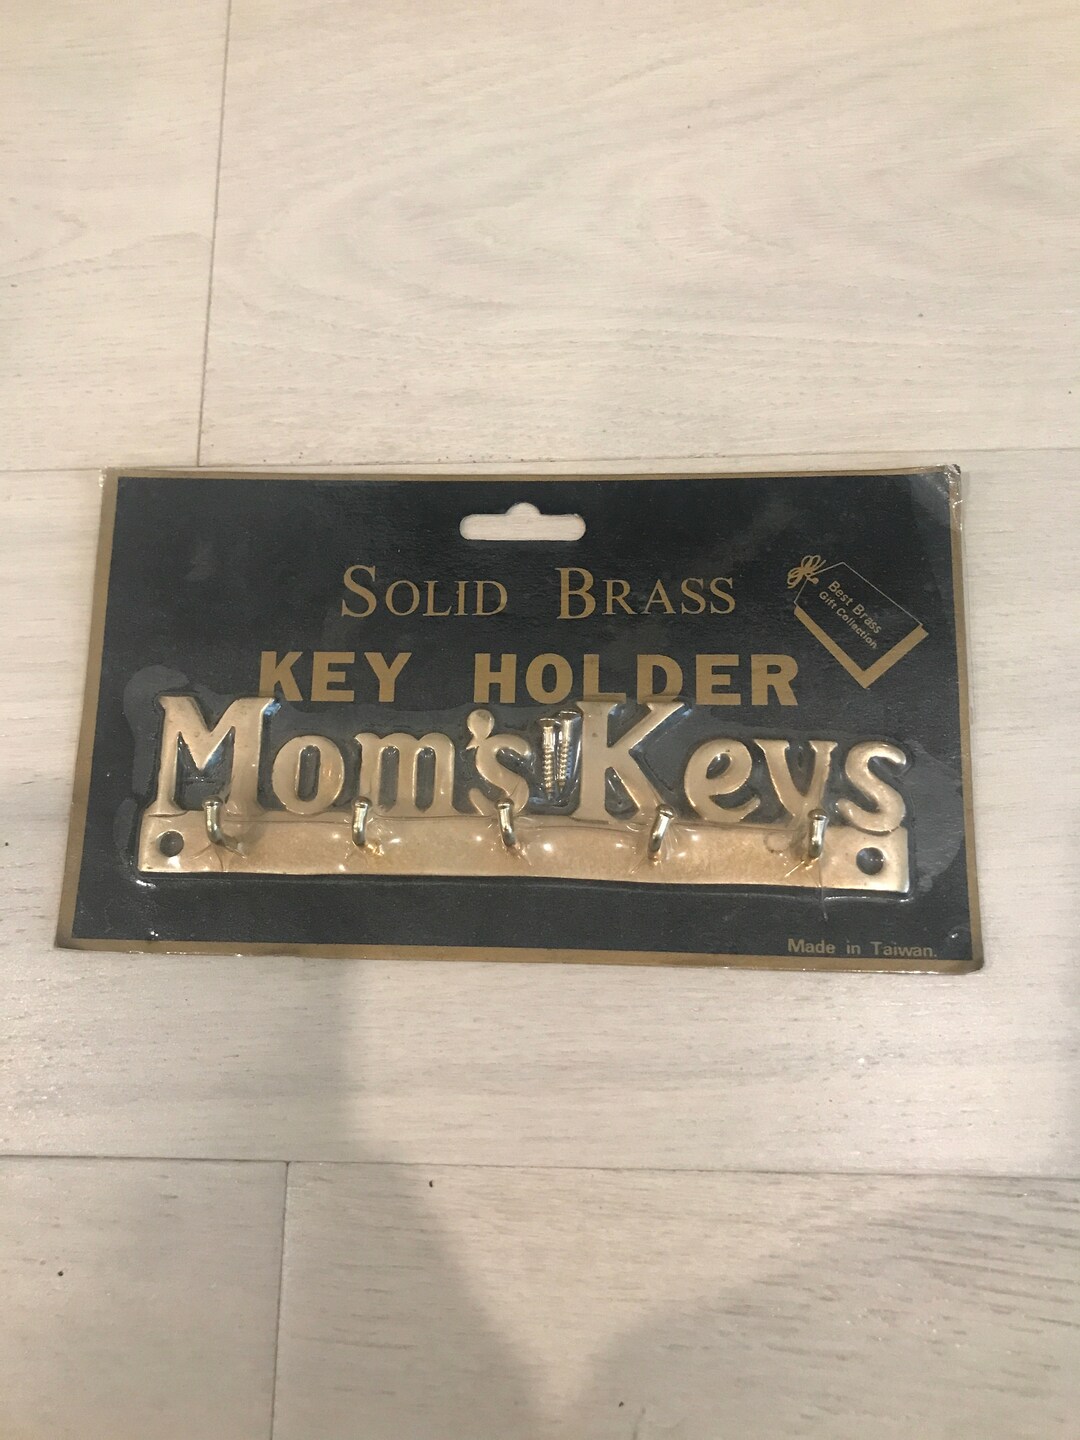 SOLID BRASS
Best Brass
Gift Collection
KEY HOLDER
Mom's Keys
Made in Taiwan.